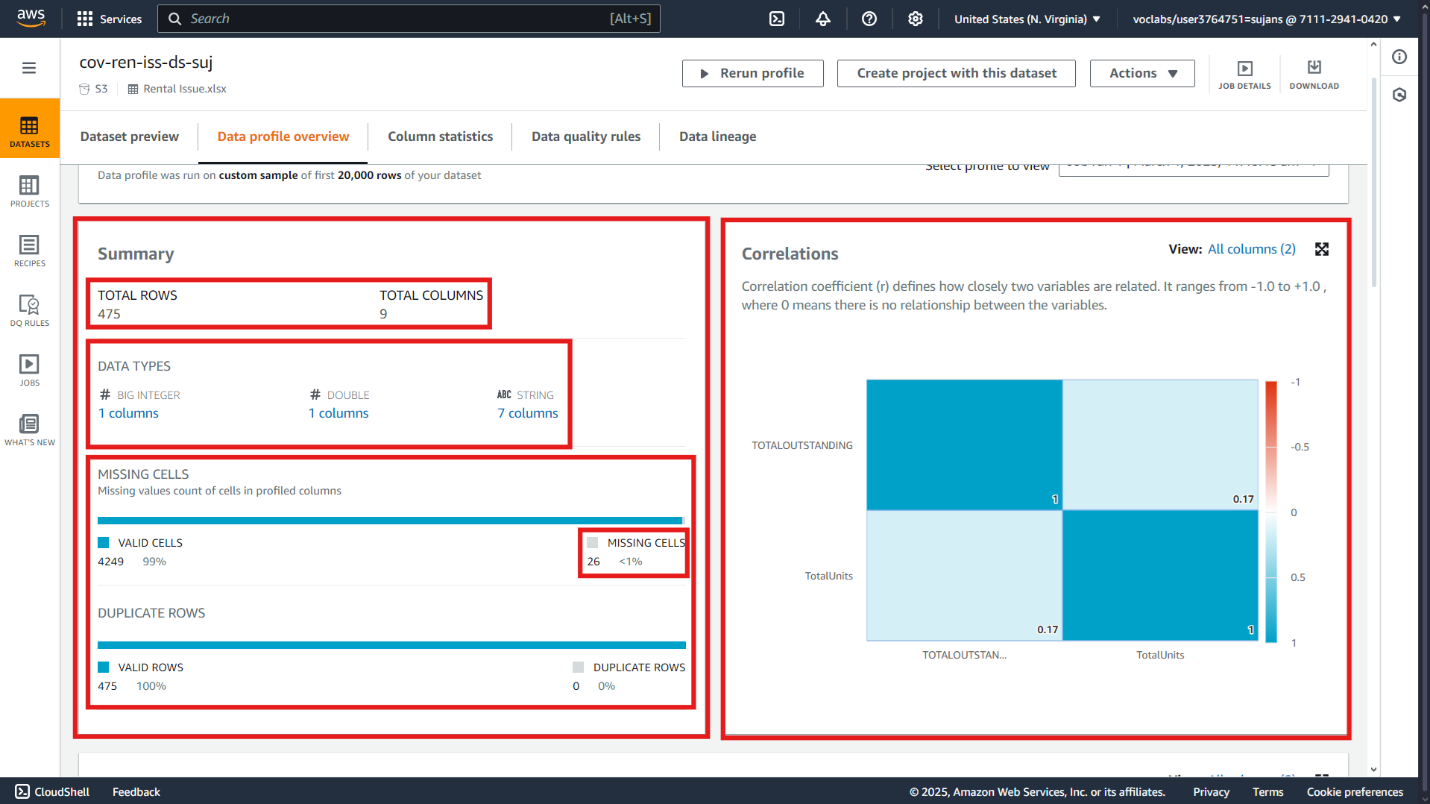 aws
Services
Search
[Alt+S]
United States (N. Virginia)
voclabs/user3764751=sujans @ 7111-2941-0420
cov-ren-iss-ds-suj
S3
Rental Issue.xlsx
Rerun profile
Create project with this dataset
Actions
JOB DETAILS
DOWNLOAD
DATASETS
PROJECTS
RECIPES
DQ RULES
JOBS
WHAT'S NEW
Dataset preview
Data profile overview
Column statistics
Data quality rules
Data lineage
Data profile was run on custom sample of first 20,000 rows of your dataset
Select profile to view
Summary
TOTAL ROWS
475
TOTAL COLUMNS
9
DATA TYPES
# BIG INTEGER
1 columns
# DOUBLE
1 columns
ABC STRING
7 columns
MISSING CELLS
Missing values count of cells in profiled columns
VALID CELLS
4249 99%
MISSING CELLS
26 <1%
DUPLICATE ROWS
VALID ROWS
475 100%
DUPLICATE ROWS
0 0%
Correlations
View: All columns (2)
Correlation coefficient (r) defines how closely two variables are related. It ranges from -1.0 to +1.0 ,
where 0 means there is no relationship between the variables.
TOTALOUTSTANDING
1
0.17
TotalUnits
0.17
1
TOTALOUTSTAN...
TotalUnits
-1
-0.5
0
0.5
1
CloudShell
Feedback
© 2025, Amazon Web Services, Inc. or its affiliates.
Privacy
Terms
Cookie preferences